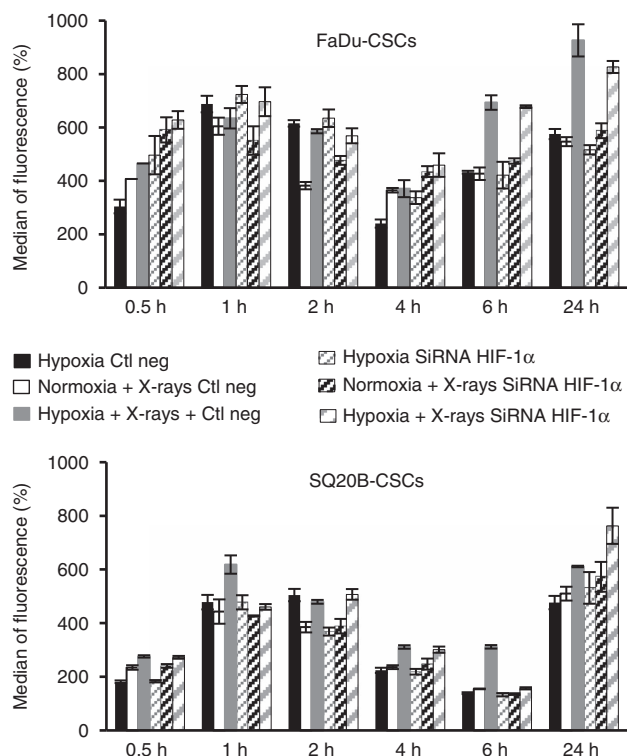 FaDu-CSCs
Median of fluorescence (%)
1000
800
600
400
200
0
0.5 h 1 h 2 h 4 h 6 h 24 h
Hypoxia Ctl neg
Normoxia + X-rays Ctl neg
Hypoxia + X-rays + Ctl neg
Hypoxia SiRNA HIF-1α
Normoxia + X-rays SiRNA HIF-1α
Hypoxia + X-rays SiRNA HIF-1α
SQ20B-CSCs
Median of fluorescence (%)
1000
800
600
400
200
0
0.5 h 1 h 2 h 4 h 6 h 24 h